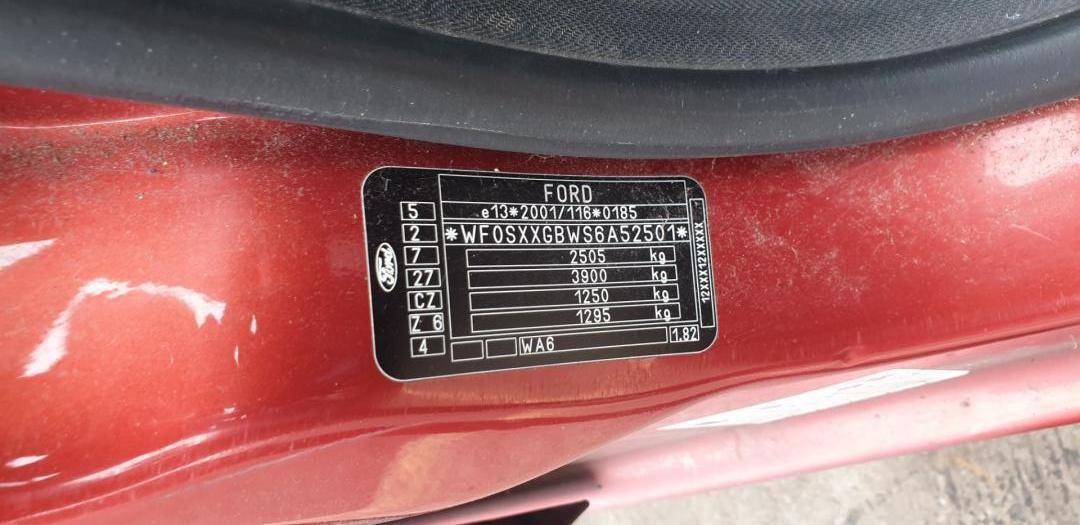 FORD
e13*2001/116*0185
*WF0SXXGBWS6A52501*
2505 kg
3900 kg
1250 kg
1295 kg
WA6
1.82
5
2
7
27
CZ
Z 6
4
Ford
12XXX12XXXXX